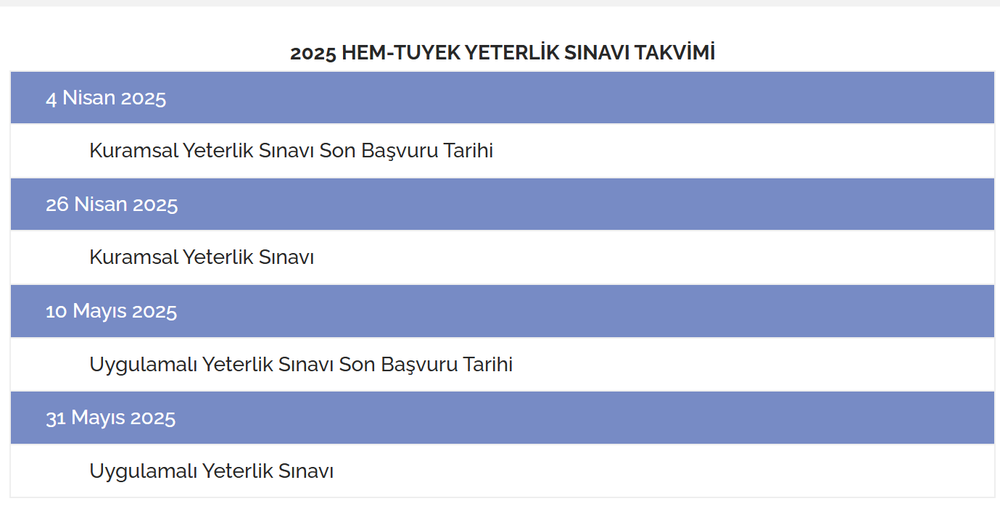 2025 HEM-TUYEK YETERLİK SINAVI TAKVİMİ
4 Nisan 2025
Kuramsal Yeterlik Sınavı Son Başvuru Tarihi
26 Nisan 2025
Kuramsal Yeterlik Sınavı
10 Mayıs 2025
Uygulamalı Yeterlik Sınavı Son Başvuru Tarihi
31 Mayıs 2025
Uygulamalı Yeterlik Sınavı